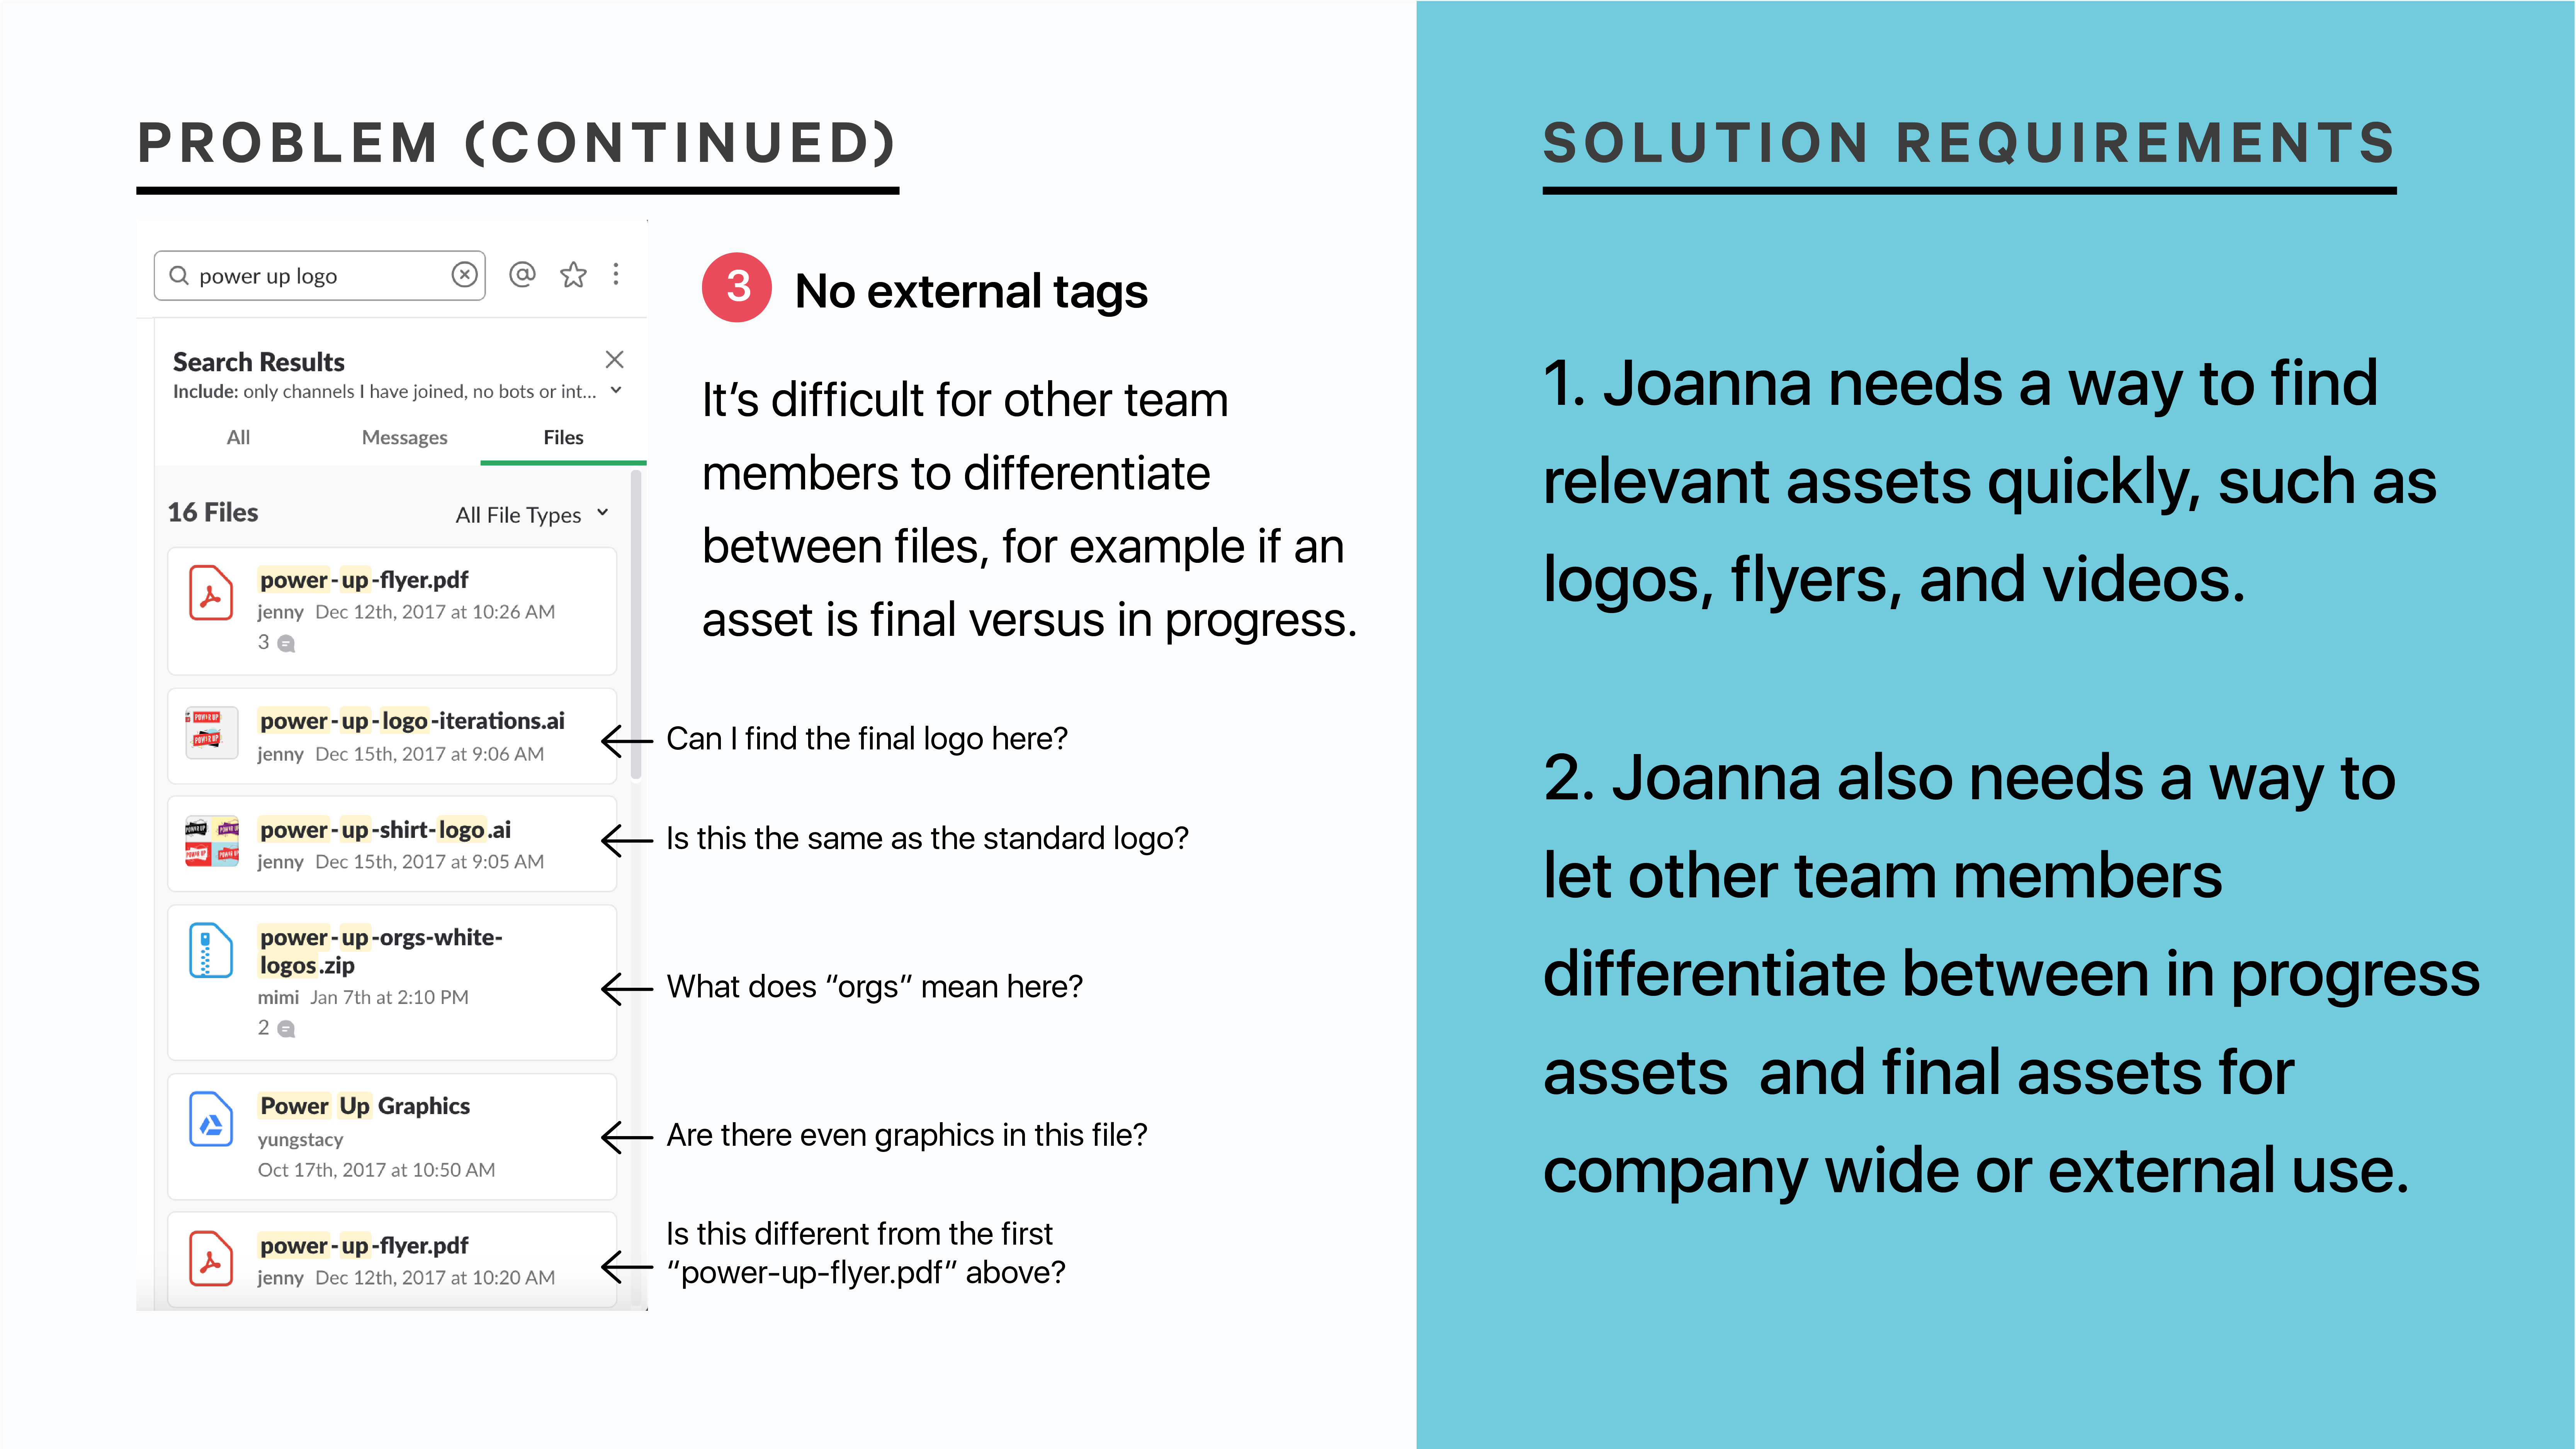 PROBLEM (CONTINUED)
power up logo
Search Results
Include: only channels I have joined, no bots or int...
All Messages Files
16 Files All File Types
power-up-flyer.pdf
jenny Dec 12th, 2017 at 10:26 AM
3
POWER UP
POWER UP
power-up-logo-iterations.ai
jenny Dec 15th, 2017 at 9:06 AM
power-up-shirt-logo.ai
jenny Dec 15th, 2017 at 9:05 AM
power-up-orgs-white-
logos.zip
mimi Jan 7th at 2:10 PM
2
Power Up Graphics
yungstacy
Oct 17th, 2017 at 10:50 AM
power-up-flyer.pdf
jenny Dec 12th, 2017 at 10:20 AM
3 No external tags
It’s difficult for other team
members to differentiate
between files, for example if an
asset is final versus in progress.
Can I find the final logo here?
Is this the same as the standard logo?
What does “orgs” mean here?
Are there even graphics in this file?
Is this different from the first
“power-up-flyer.pdf” above?
SOLUTION REQUIREMENTS
1. Joanna needs a way to find
relevant assets quickly, such as
logos, flyers, and videos.
2. Joanna also needs a way to
let other team members
differentiate between in progress
assets  and final assets for
company wide or external use.